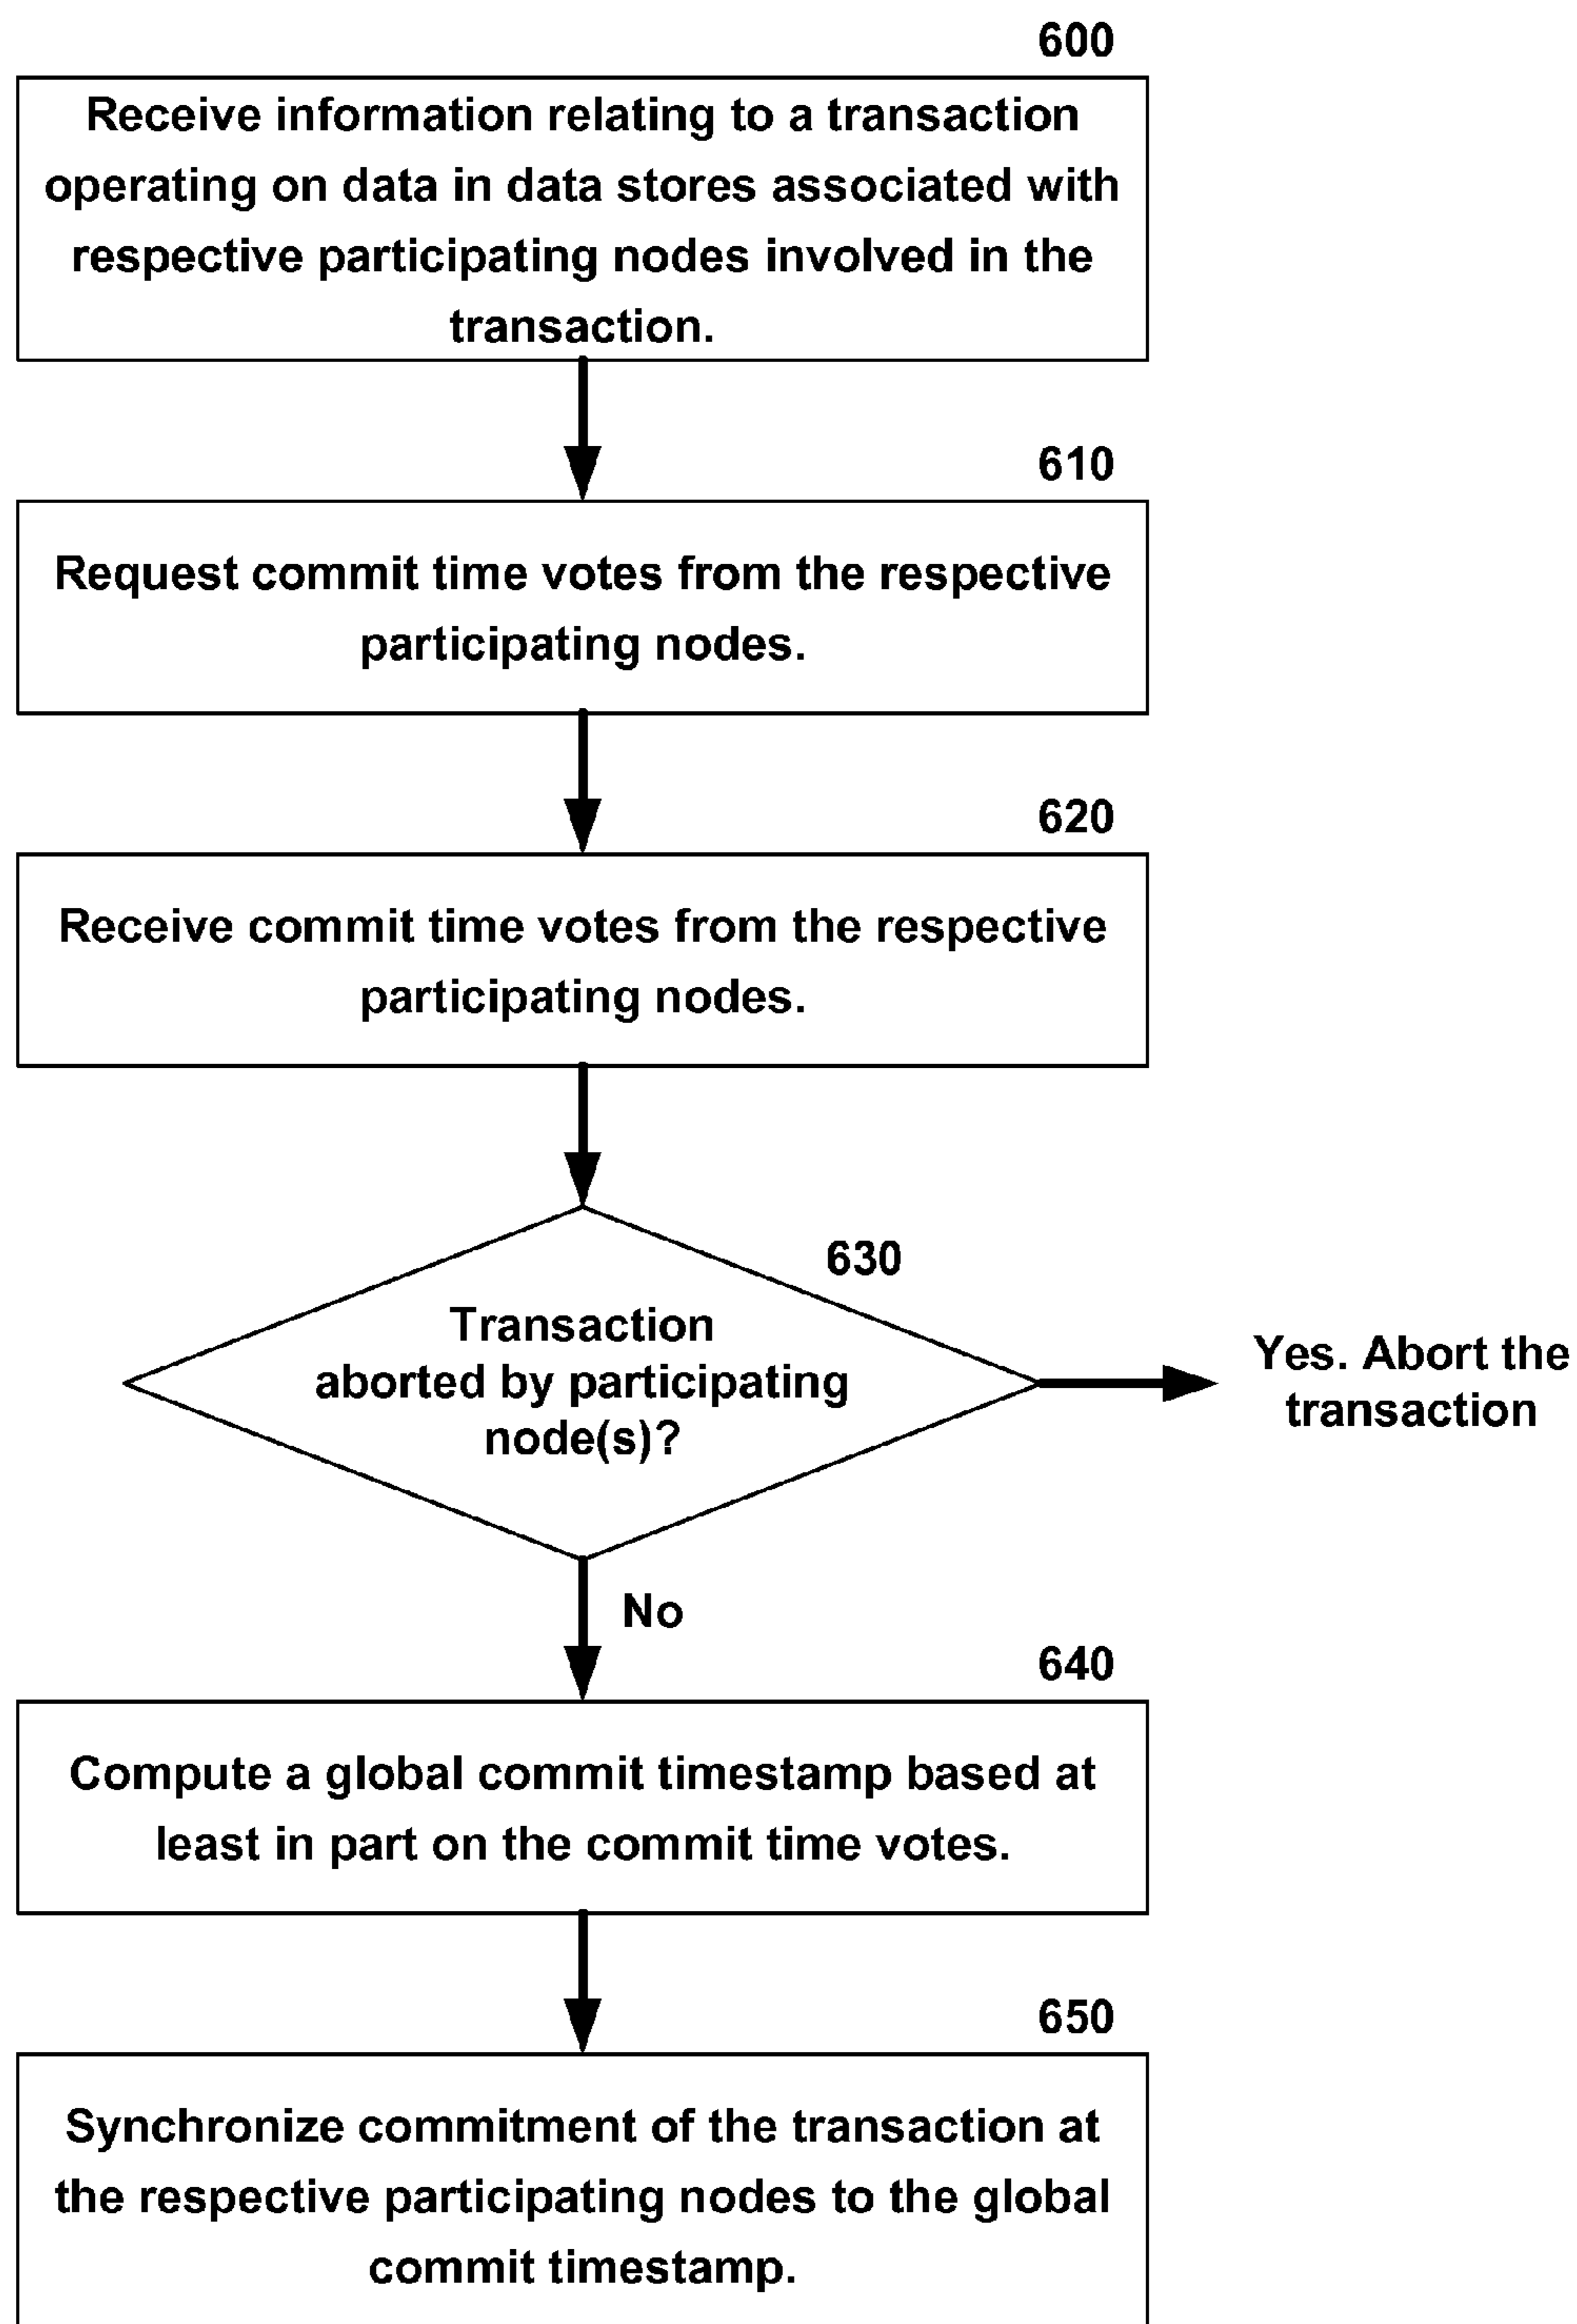 600
Receive information relating to a transaction
operating on data in data stores associated with
respective participating nodes involved in the
transaction.
610
Request commit time votes from the respective
participating nodes.
620
Receive commit time votes from the respective
participating nodes.
630
Transaction
aborted by participating
node(s)?
Yes. Abort the
transaction
No
640
Compute a global commit timestamp based at
least in part on the commit time votes.
650
Synchronize commitment of the transaction at
the respective participating nodes to the global
commit timestamp.